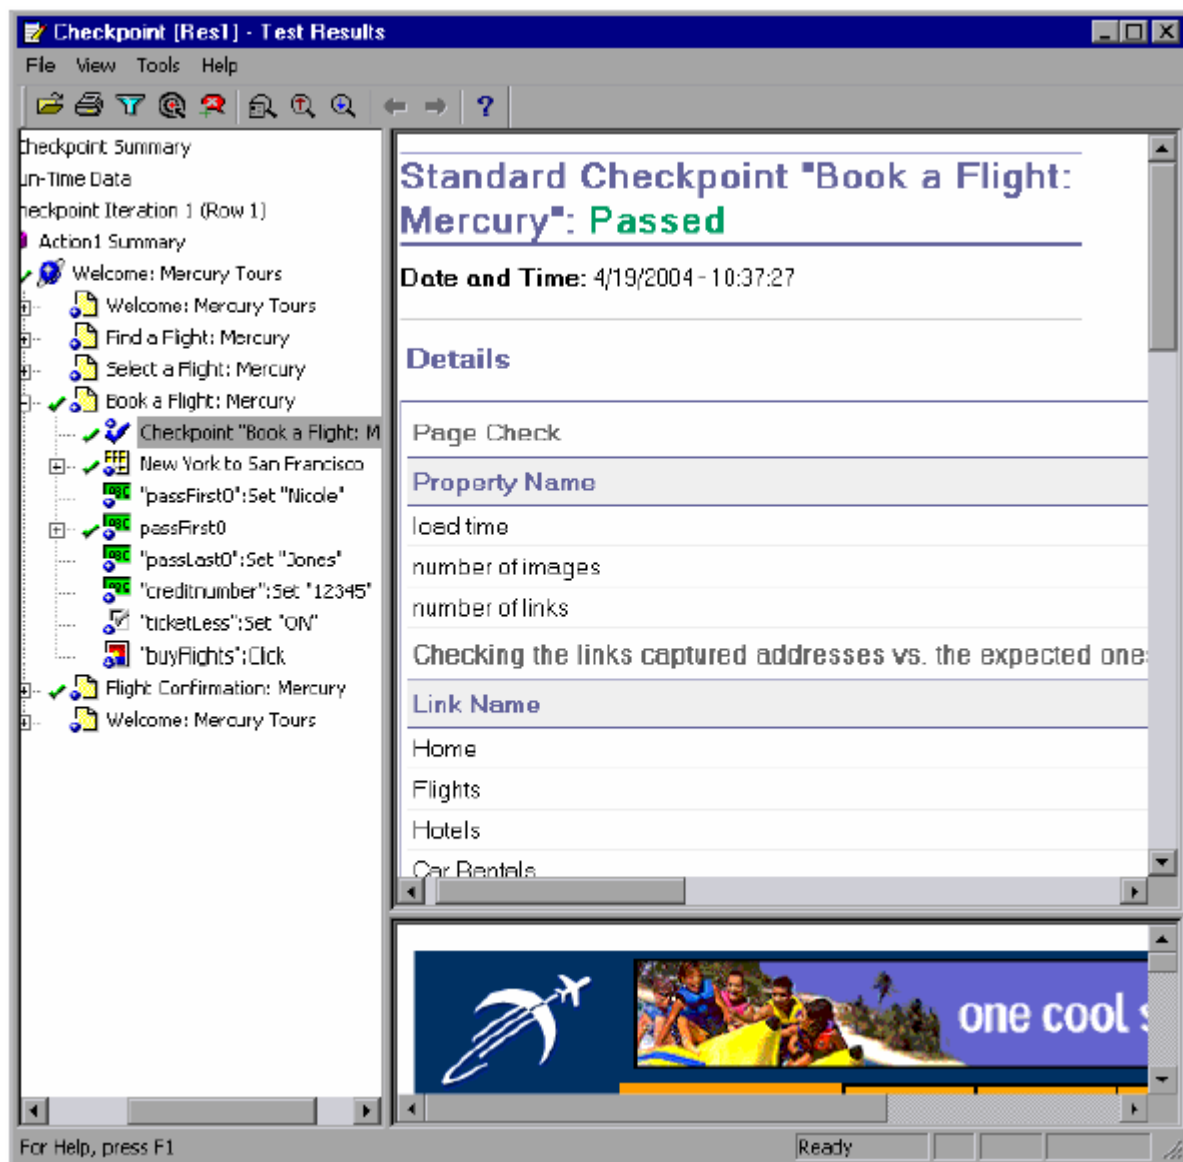 Checkpoint [Res1] - Test Results
File View Tools Help
Checkpoint Summary
un-Time Data
heckpoint Iteration 1 (Row 1)
Action1 Summary
Welcome: Mercury Tours
Welcome: Mercury Tours
Find a Flight: Mercury
Select a Flight: Mercury
Book a Flight: Mercury
Checkpoint "Book a Flight: M
New York to San Francisco
"passFirst0":Set "Nicole"
passFirst0
"passLast0":Set "Jones"
"creditnumber":Set "12345"
"ticketLess":Set "ON"
"buyFlights":Click
Flight Confirmation: Mercury
Welcome: Mercury Tours
Standard Checkpoint "Book a Flight:
Mercury": Passed
Date and Time: 4/19/2004 - 10:37:27
Details
Page Check
Property Name
load time
number of images
number of links
Checking the links captured addresses vs. the expected one
Link Name
Home
Flights
Hotels
Car Rentals
one cool s
For Help, press F1
Ready